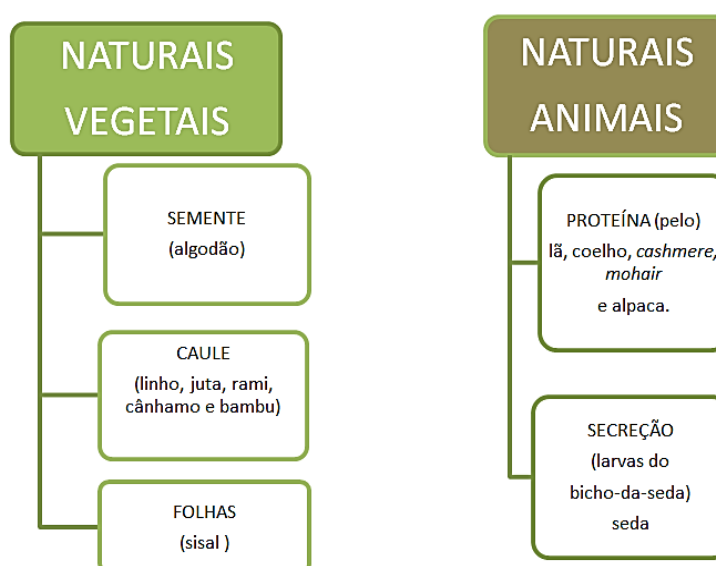 NATURAIS
VEGETAIS
SEMENTE
(algodão)
CAULE
(linho, juta, rami,
cânhamo e bambu)
FOLHAS
(sisal )
NATURAIS
ANIMAIS
PROTEÍNA (pelo)
lã, coelho, cashmere,
mohair
e alpaca.
SECREÇÃO
(larvas do
bicho-da-seda)
seda